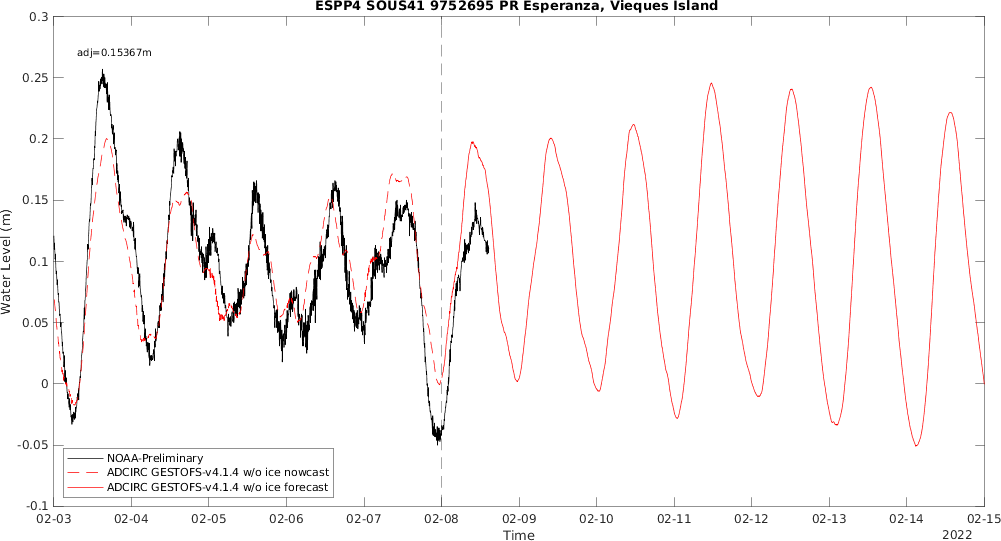 ESPP4 SOUS41 9752695 PR Esperanza, Vieques Island
adj=0.15367m
0.3
0.25
0.2
0.15
0.1
0.05
0
-0.05
-0.1
Water Level (m)
NOAA-Preliminary
ADCIRC GESTOFS-v4.1.4 w/o ice nowcast
ADCIRC GESTOFS-v4.1.4 w/o ice forecast
02-03 02-04 02-05 02-06 02-07 02-08 02-09 02-10 02-11 02-12 02-13 02-14 02-15
Time
2022